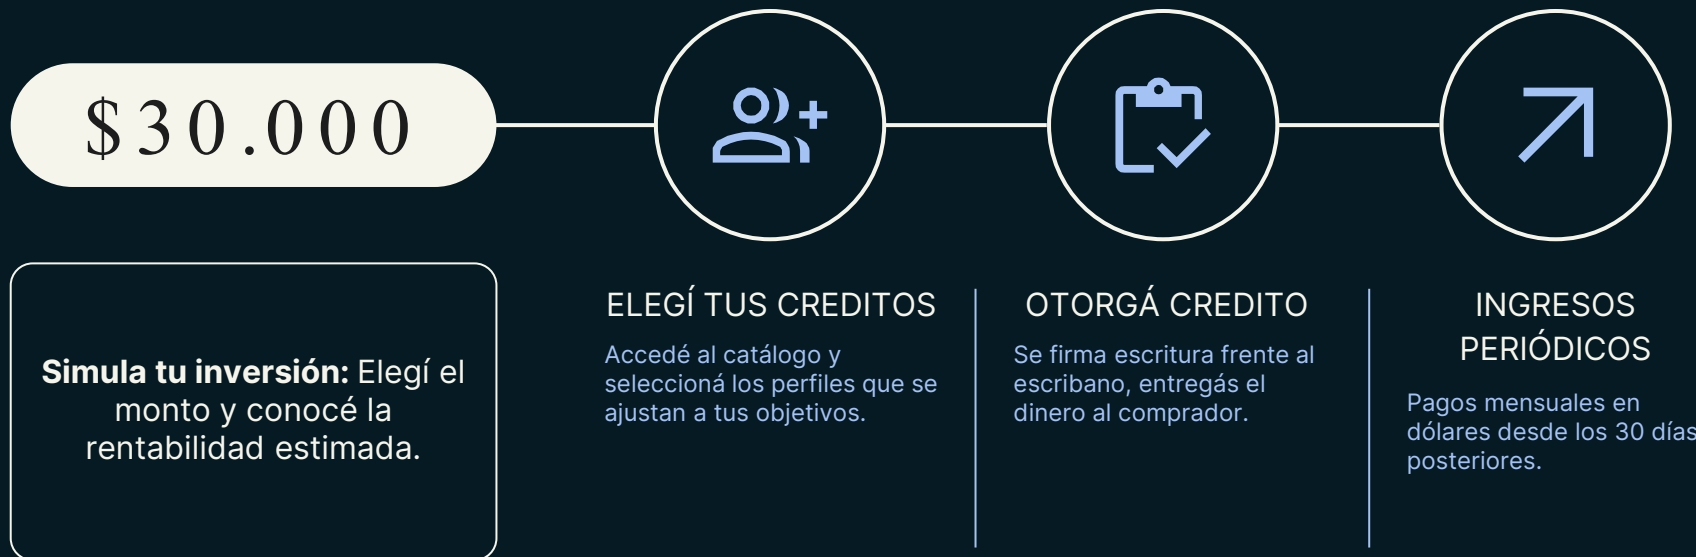 $30.000
Simula tu inversión: Elegí el
monto y conocé la
rentabilidad estimada.
ELEGÍ TUS CREDITOS
Accedé al catálogo y
seleccioná los perfiles que se
ajustan a tus objetivos.
OTORGÁ CREDITO
Se firma escritura frente al
escribano, entregás el
dinero al comprador.
INGRESOS
PERIÓDICOS
Pagos mensuales en
dólares desde los 30 días
posteriores.